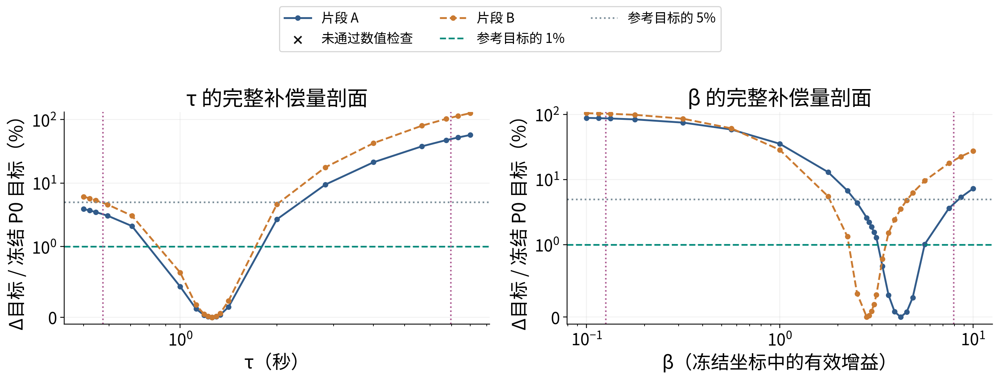 片段 A
片段 B
参考目标的 5%
未通过数值检查
参考目标的 1%
τ 的完整补偿量剖面
Δ目标 / 冻结 P0 目标（%）
10²
10¹
10⁰
0
10⁰
τ（秒）
β 的完整补偿量剖面
Δ目标 / 冻结 P0 目标（%）
10²
10¹
10⁰
0
10⁻¹
10⁰
10¹
β（冻结坐标中的有效增益）